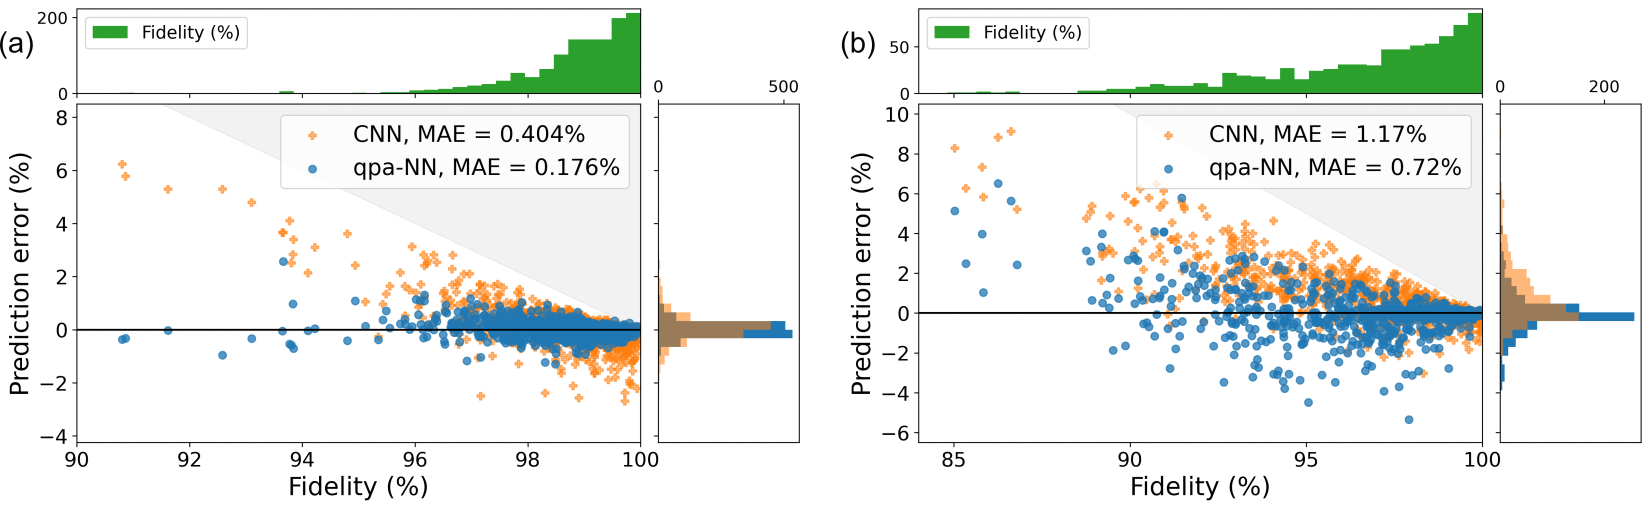 (a)
200
0
Fidelity (%)
0
500
8
6
4
2
0
−2
−4
CNN, MAE = 0.404%
qpa-NN, MAE = 0.176%
Prediction error (%)
90
92
94
96
98
100
Fidelity (%)
(b)
50
0
Fidelity (%)
0
200
10
8
6
4
2
0
−2
−4
−6
CNN, MAE = 1.17%
qpa-NN, MAE = 0.72%
Prediction error (%)
85
90
95
100
Fidelity (%)